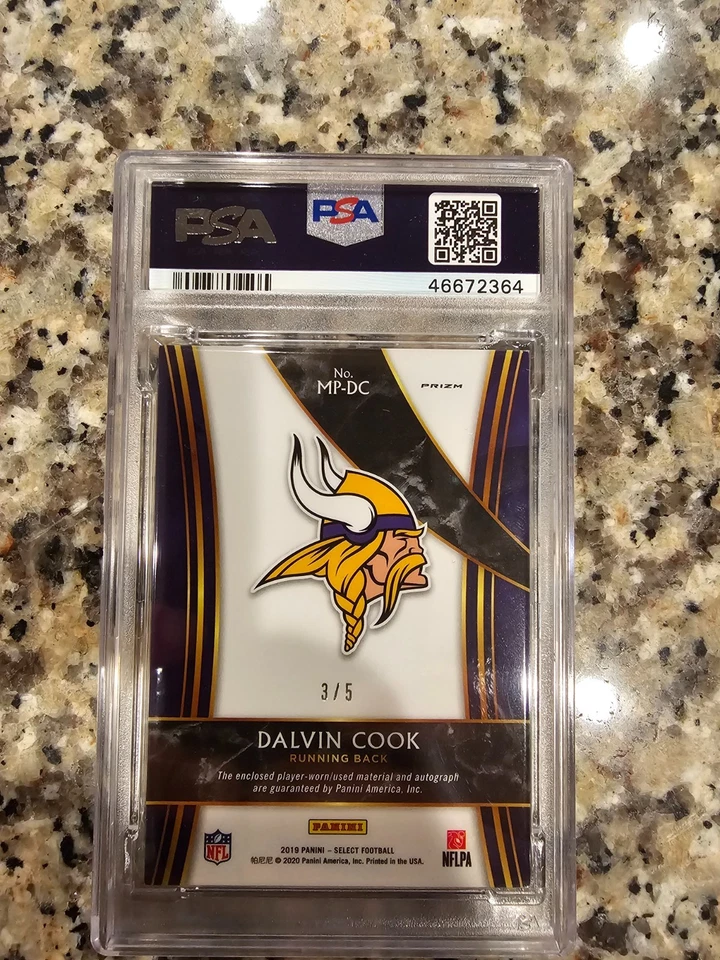 PSA
PSA
46672364
No.
MP-DC
PRIZM
3/5
DALVIN COOK
RUNNING BACK
The enclosed player-worn/used material and autograph
are guaranteed by Panini America, Inc.
PANINI
NFL
2019 PANINI – SELECT FOOTBALL
帕尼尼 © 2020 Panini America, Inc. Printed in the USA.
NFLPA
PSA